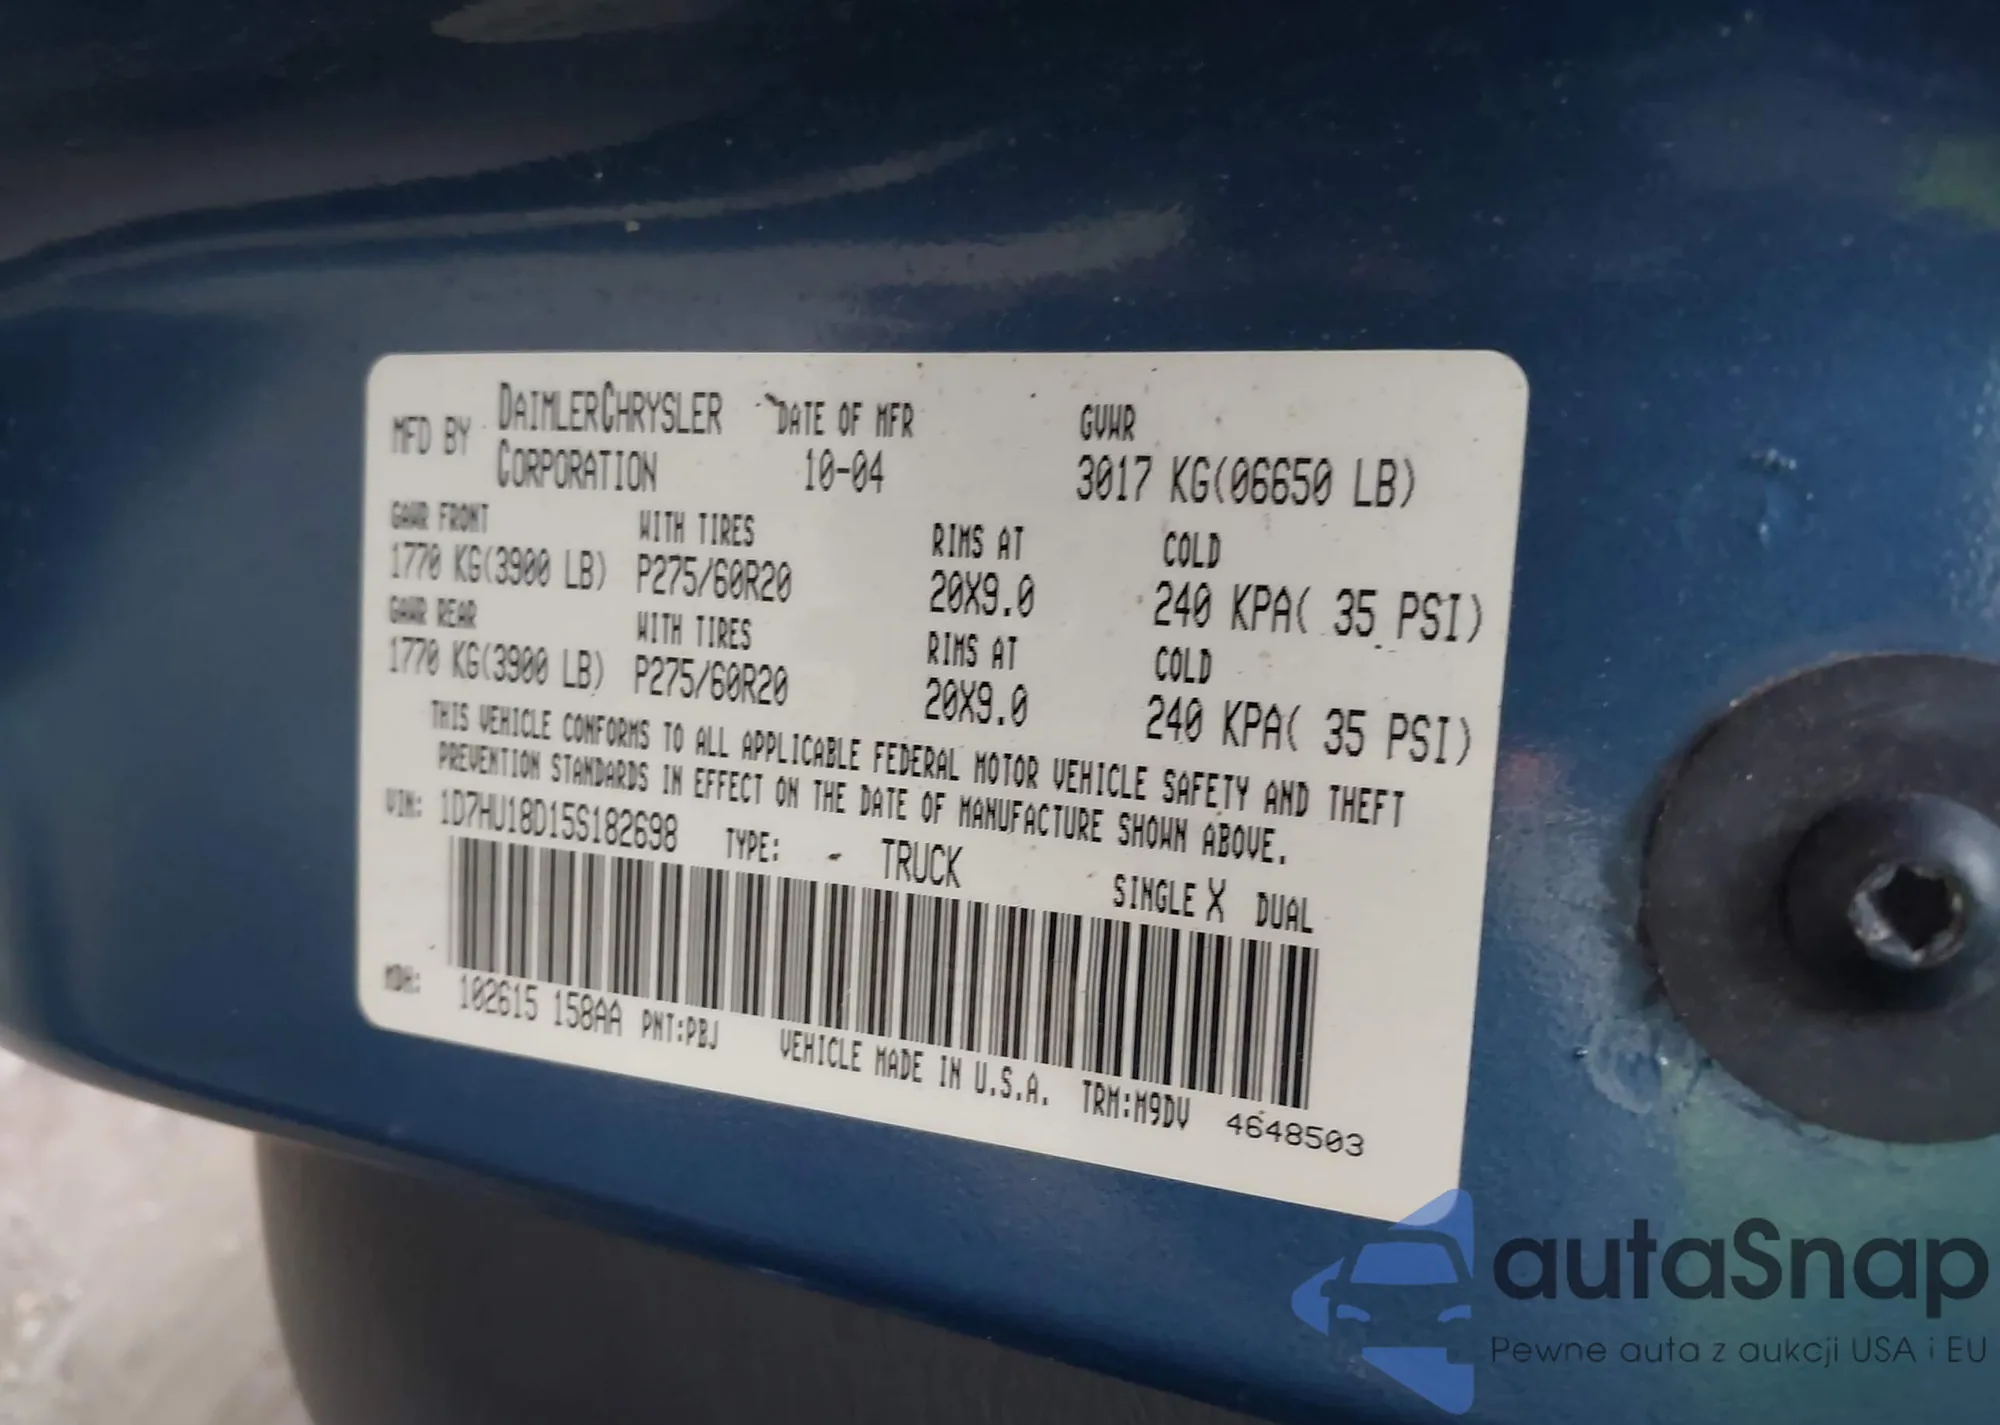 MFD BY DAIMLERCHRYSLER CORPORATION DATE OF MFR 10-04 GVWR 3017 KG(06650 LB)
GAWR FRONT WITH TIRES RIMS AT COLD
1770 KG(3900 LB) P275/60R20 20X9.0 240 KPA( 35 PSI)
GAWR REAR WITH TIRES RIMS AT COLD
1770 KG(3900 LB) P275/60R20 20X9.0 240 KPA( 35 PSI)
THIS VEHICLE CONFORMS TO ALL APPLICABLE FEDERAL MOTOR VEHICLE SAFETY AND THEFT
PREVENTION STANDARDS IN EFFECT ON THE DATE OF MANUFACTURE SHOWN ABOVE.
VIN: 1D7HU18D15S182698 TYPE: TRUCK SINGLE X DUAL
MDH: 102615 158AA PNT:PBJ VEHICLE MADE IN U.S.A. TRM:M9DV 4648503
autaSnap
Pewne auta z aukcji USA i EU